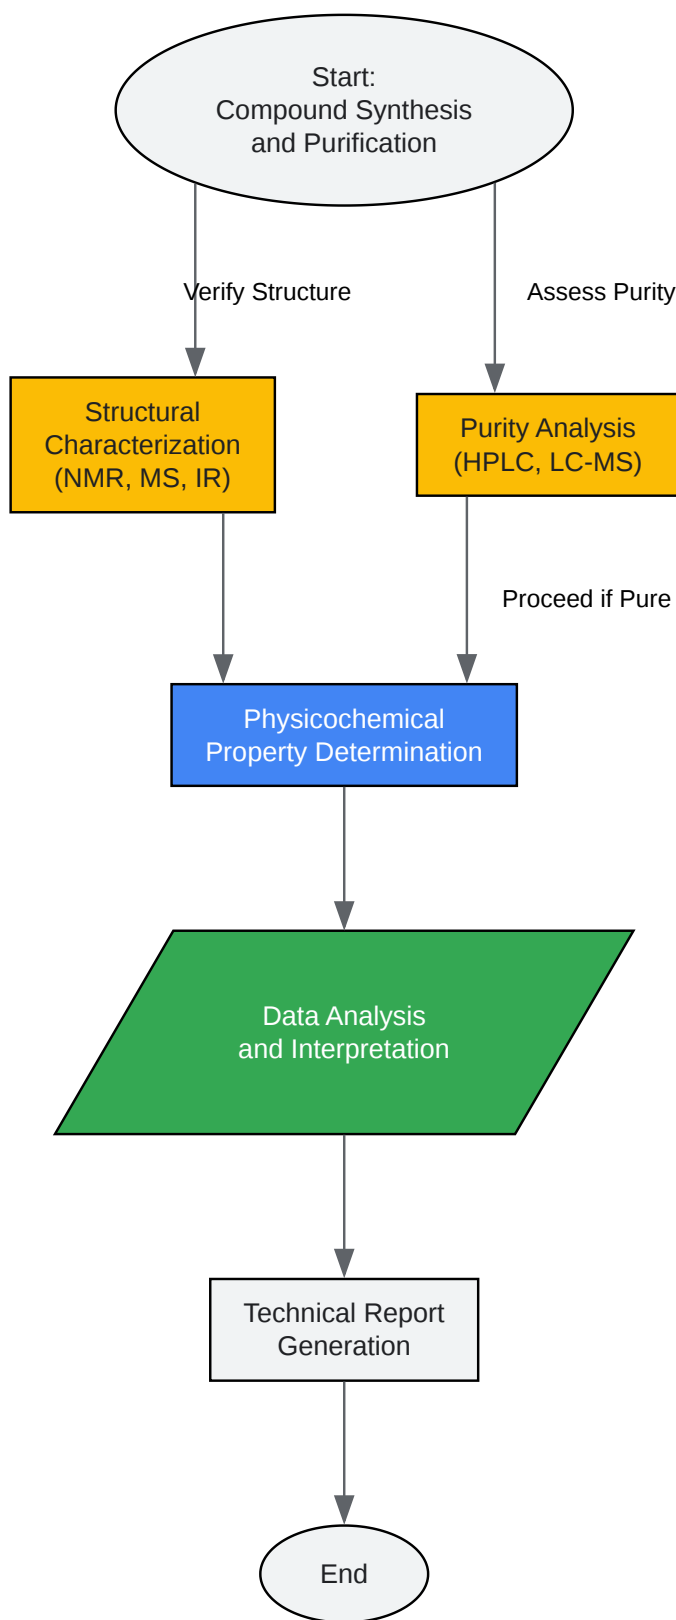 Start:
Compound Synthesis
and Purification
Verify Structure
Assess Purity
Structural
Characterization
(NMR, MS, IR)
Purity Analysis
(HPLC, LC-MS)
Proceed if Pure
Physicochemical
Property Determination
Data Analysis
and Interpretation
Technical Report
Generation
End